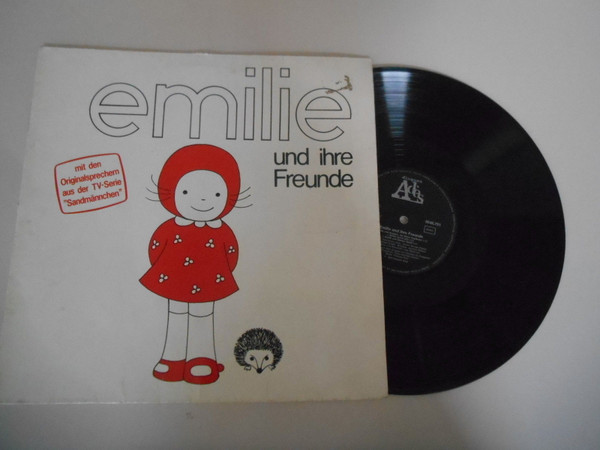 emilie
und ihre
Freunde
mit den
Originalsprechern
aus der TV-Serie
"Sandmännchen"